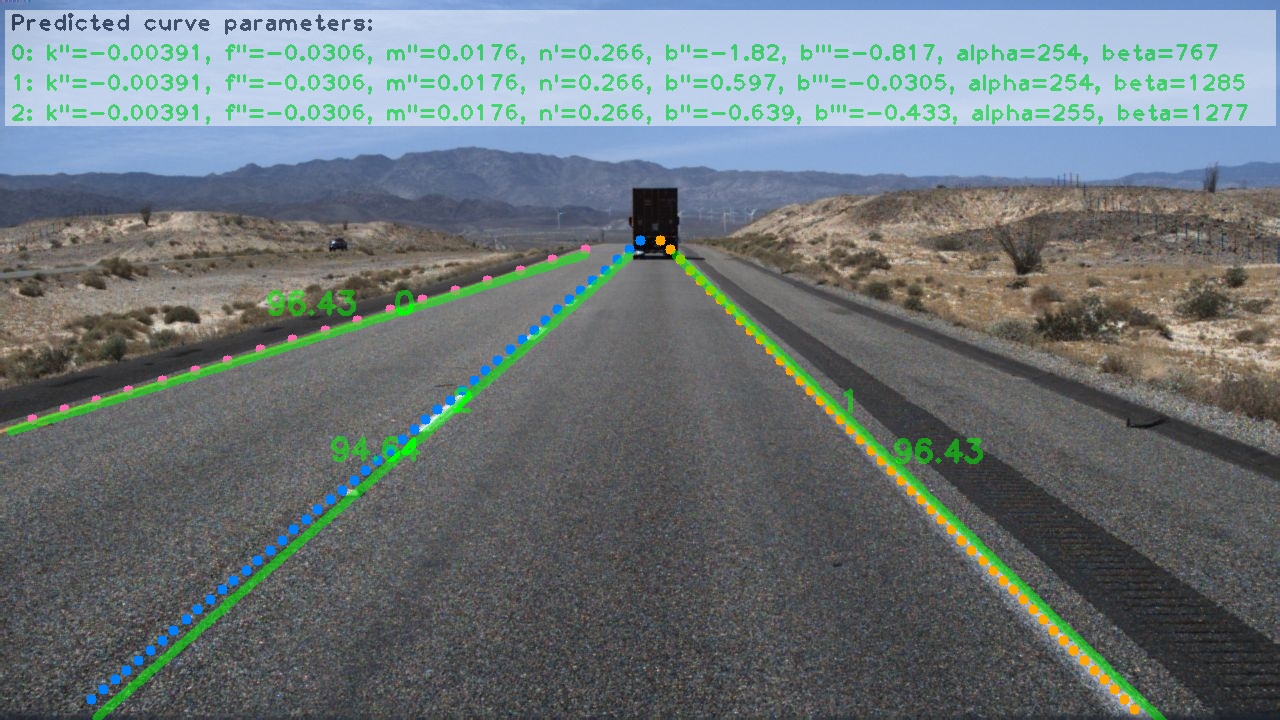 Predicted curve parameters:
0: k''=-0.00391, f''=-0.0306, m''=0.0176, n'=0.266, b''=-1.82, b'''=-0.817, alpha=254, beta=767
1: k''=-0.00391, f''=-0.0306, m''=0.0176, n'=0.266, b''=0.597, b'''=-0.0305, alpha=254, beta=1285
2: k''=-0.00391, f''=-0.0306, m''=0.0176, n'=0.266, b''=-0.639, b'''=-0.433, alpha=255, beta=1277
96.43 0
1
2
94.64
96.43